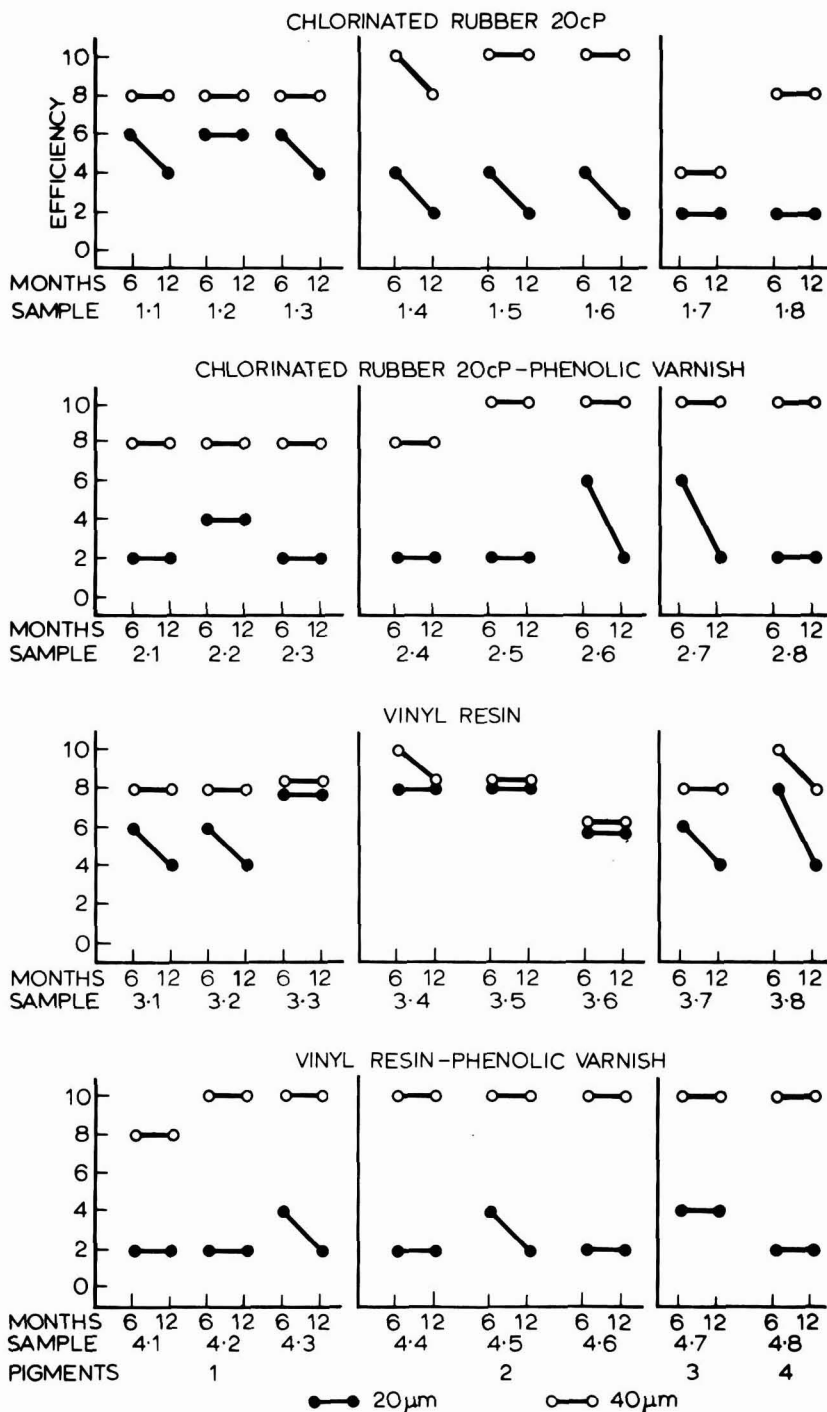 CHLORINATED RUBBER 20cP
EFFICIENCY
10
8
6
4
2
0
MONTHS 6 12 6 12 6 12 6 12 6 12 6 12 6 12 6 12
SAMPLE 1·1 1·2 1·3 1·4 1·5 1·6 1·7 1·8
CHLORINATED RUBBER 20cP-PHENOLIC VARNISH
10
8
6
4
2
0
MONTHS 6 12 6 12 6 12 6 12 6 12 6 12 6 12 6 12
SAMPLE 2·1 2·2 2·3 2·4 2·5 2·6 2·7 2·8
VINYL RESIN
10
8
6
4
2
0
MONTHS 6 12 6 12 6 12 6 12 6 12 6 12 6 12 6 12
SAMPLE 3·1 3·2 3·3 3·4 3·5 3·6 3·7 3·8
VINYL RESIN-PHENOLIC VARNISH
10
8
6
4
2
0
MONTHS 6 12 6 12 6 12 6 12 6 12 6 12 6 12 6 12
SAMPLE 4·1 4·2 4·3 4·4 4·5 4·6 4·7 4·8
PIGMENTS 1 2 3 4
20µm 40µm